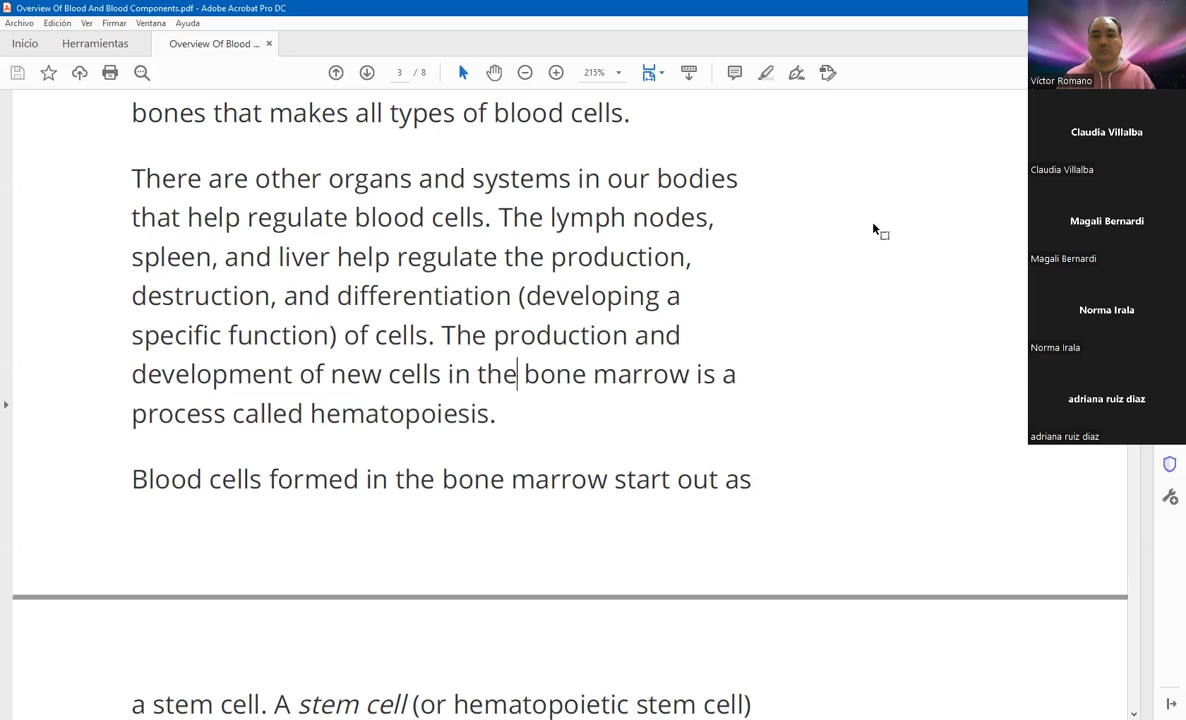 Overview Of Blood And Blood Components.pdf - Adobe Acrobat Pro DC
Archivo Edición Ver Firmar Ventana Ayuda
Inicio Herramientas Overview Of Blood ... ×
3 / 8 215%
bones that makes all types of blood cells.
There are other organs and systems in our bodies
that help regulate blood cells. The lymph nodes,
spleen, and liver help regulate the production,
destruction, and differentiation (developing a
specific function) of cells. The production and
development of new cells in the bone marrow is a
process called hematopoiesis.
Blood cells formed in the bone marrow start out as
a stem cell. A stem cell (or hematopoietic stem cell)
Víctor Romano
Claudia Villalba
Claudia Villalba
Magali Bernardi
Magali Bernardi
Norma Irala
Norma Irala
adriana ruiz diaz
adriana ruiz diaz